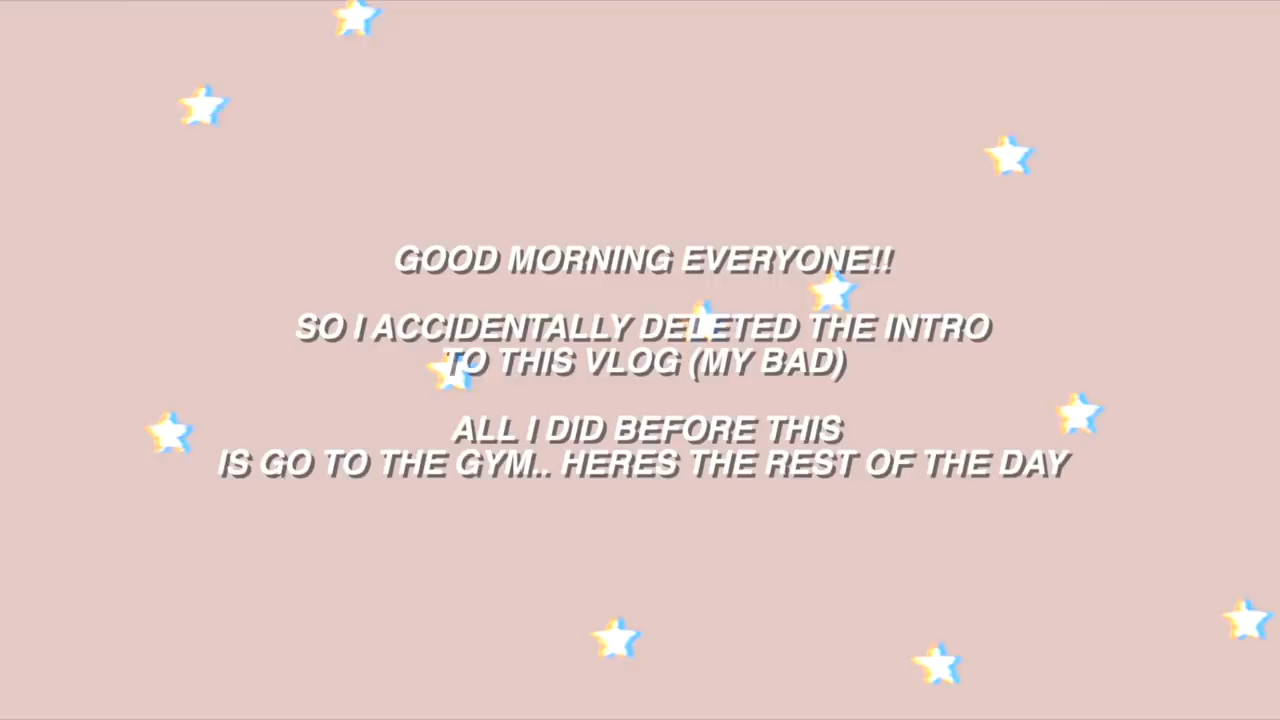 GOOD MORNING EVERYONE!!
SO I ACCIDENTALLY DELETED THE INTRO
TO THIS VLOG (MY BAD)
ALL I DID BEFORE THIS
IS GO TO THE GYM.. HERES THE REST OF THE DAY